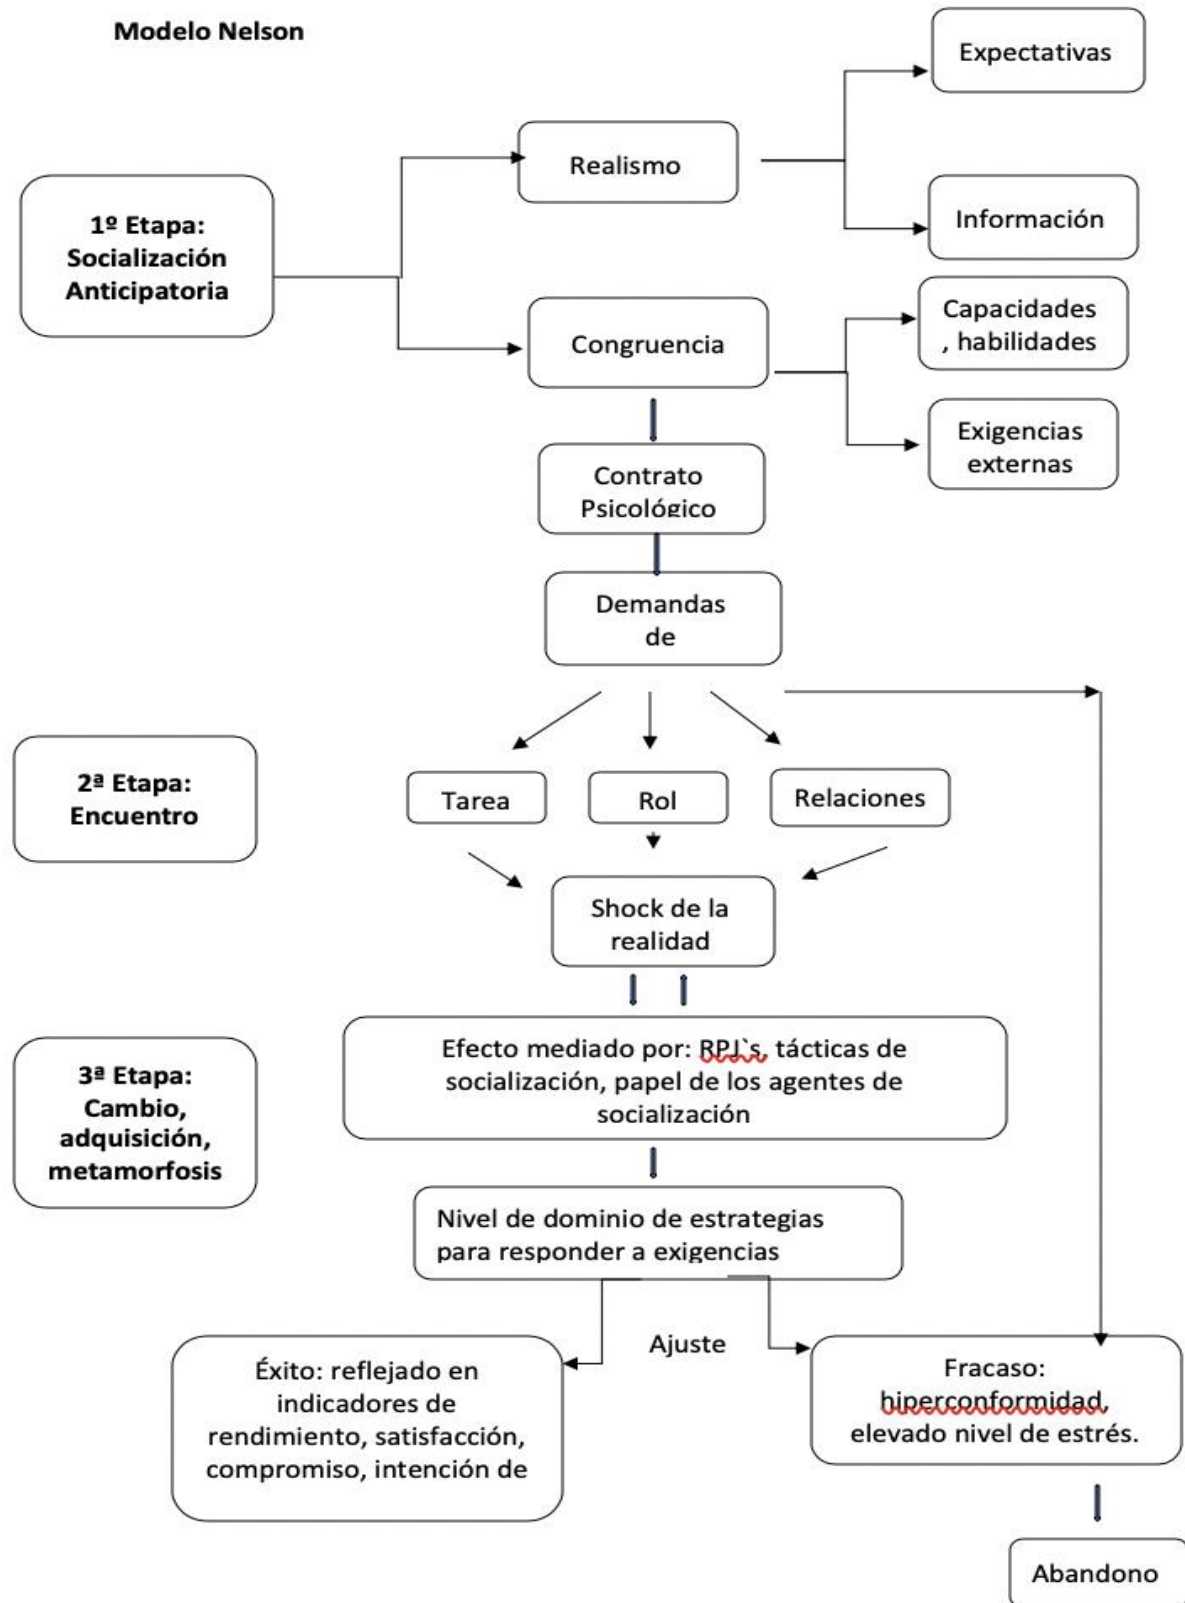 Modelo Nelson
Expectativas
Realismo
Información
1º Etapa:
Socialización
Anticipatoria
Congruencia
Capacidades
, habilidades
Exigencias
externas
Contrato
Psicológico
Demandas
de
2ª Etapa:
Encuentro
Tarea
Rol
Relaciones
Shock de la
realidad
3ª Etapa:
Cambio,
adquisición,
metamorfosis
Efecto mediado por: RPJ`s, tácticas de
socialización, papel de los agentes de
socialización
Nivel de dominio de estrategias
para responder a exigencias
Ajuste
Éxito: reflejado en
indicadores de
rendimiento, satisfacción,
compromiso, intención de
Fracaso:
hiperconformidad,
elevado nivel de estrés.
Abandono